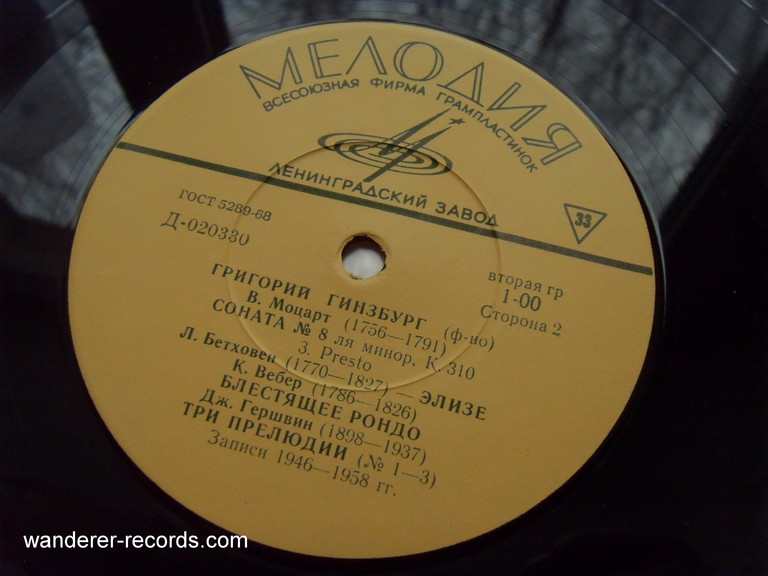 МЕЛОДИЯ
ВСЕСОЮЗНАЯ ФИРМА ГРАМПЛАСТИНОК
ЛЕНИНГРАДСКИЙ ЗАВОД
33
ГОСТ 5289-68
Д-020330
вторая гр
1-00
Сторона 2
ГРИГОРИЙ ГИНЗБУРГ (ф-но)
В. Моцарт (1756—1791)
СОНАТА № 8 ля минор, К. 310
3. Presto
Л. Бетховен (1770—1827) — ЭЛИЗЕ
К. Вебер (1786—1826)
БЛЕСТЯЩЕЕ РОНДО
Дж. Гершвин (1898—1937)
ТРИ ПРЕЛЮДИИ (№ 1—3)
Записи 1946—1958 гг.
wanderer-records.com